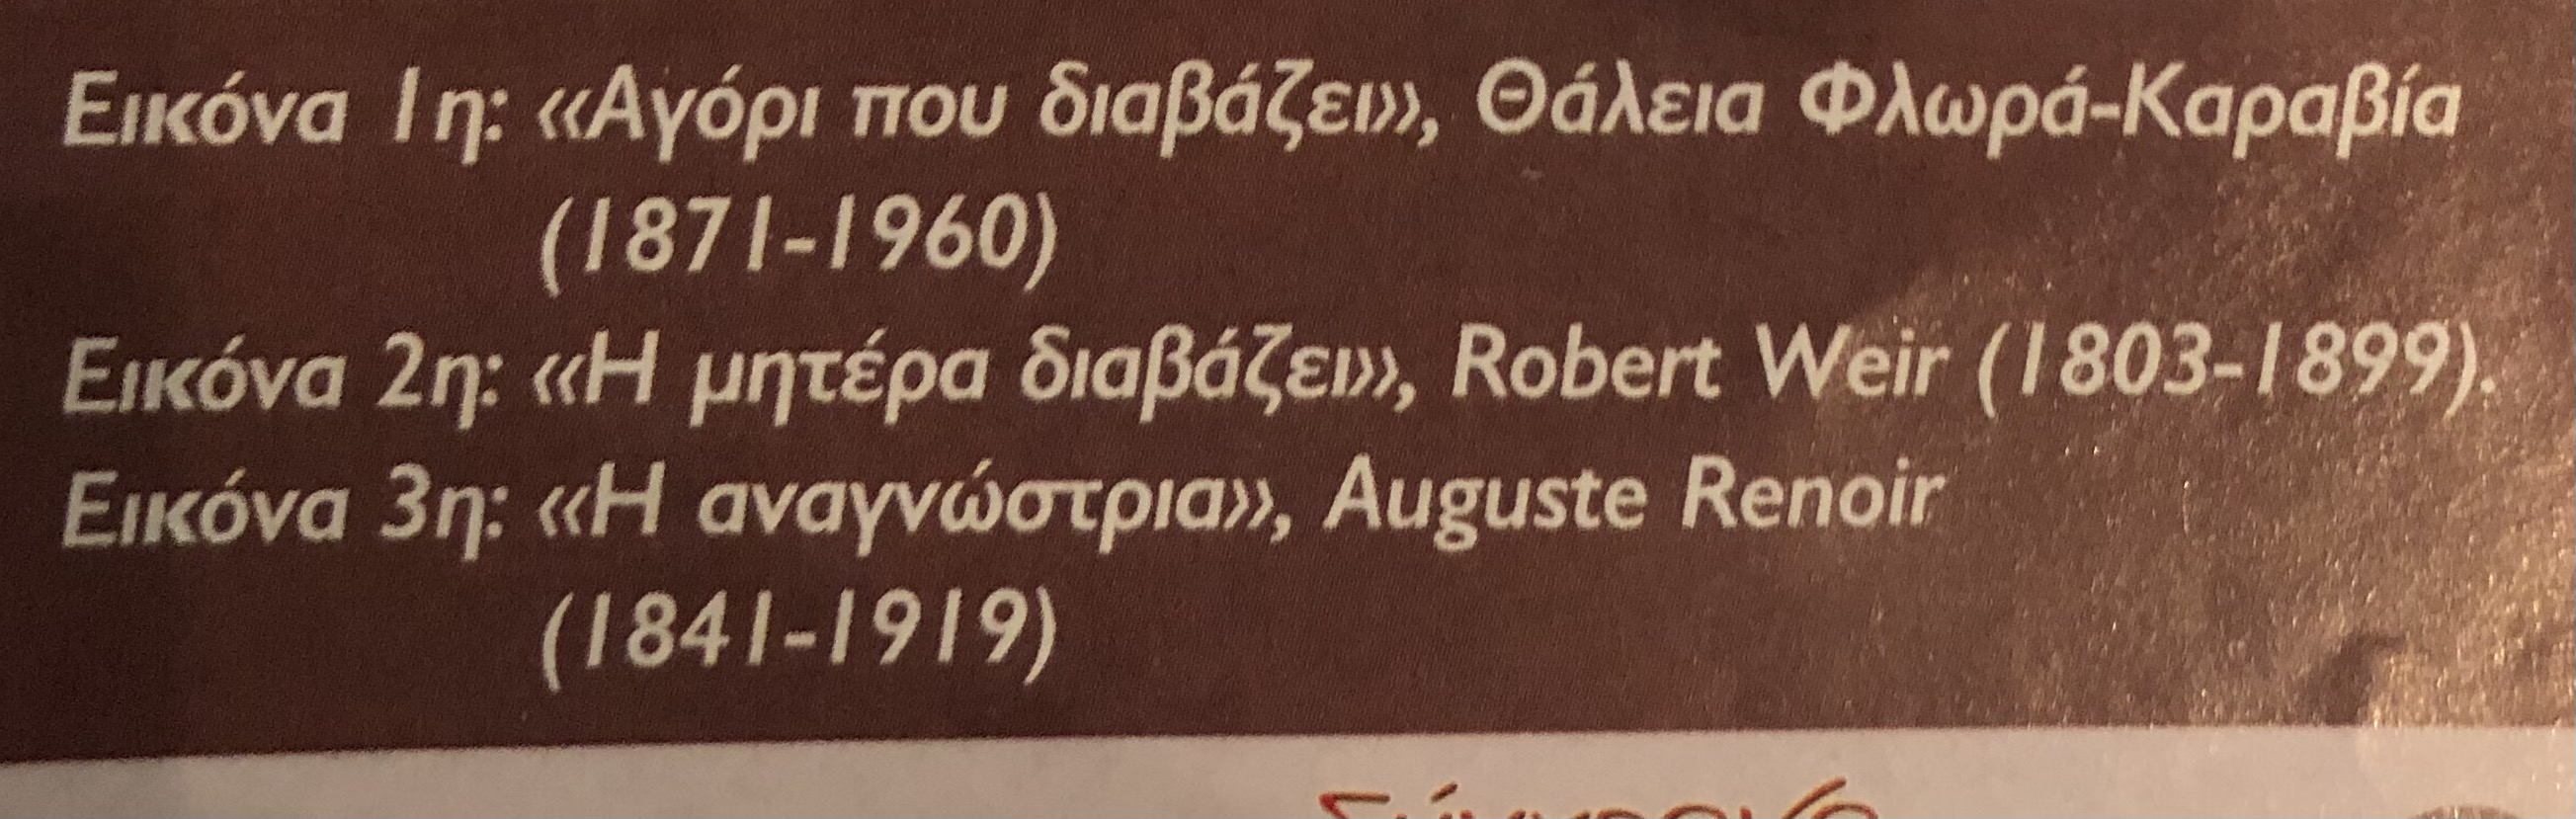 Εικόνα 1η: «Αγόρι που διαβάζει», Θάλεια Φλωρά-Καραβία
(1871-1960)
Εικόνα 2η: «Η μητέρα διαβάζει», Robert Weir (1803-1899).
Εικόνα 3η: «Η αναγνώστρια», Auguste Renoir
(1841-1919)